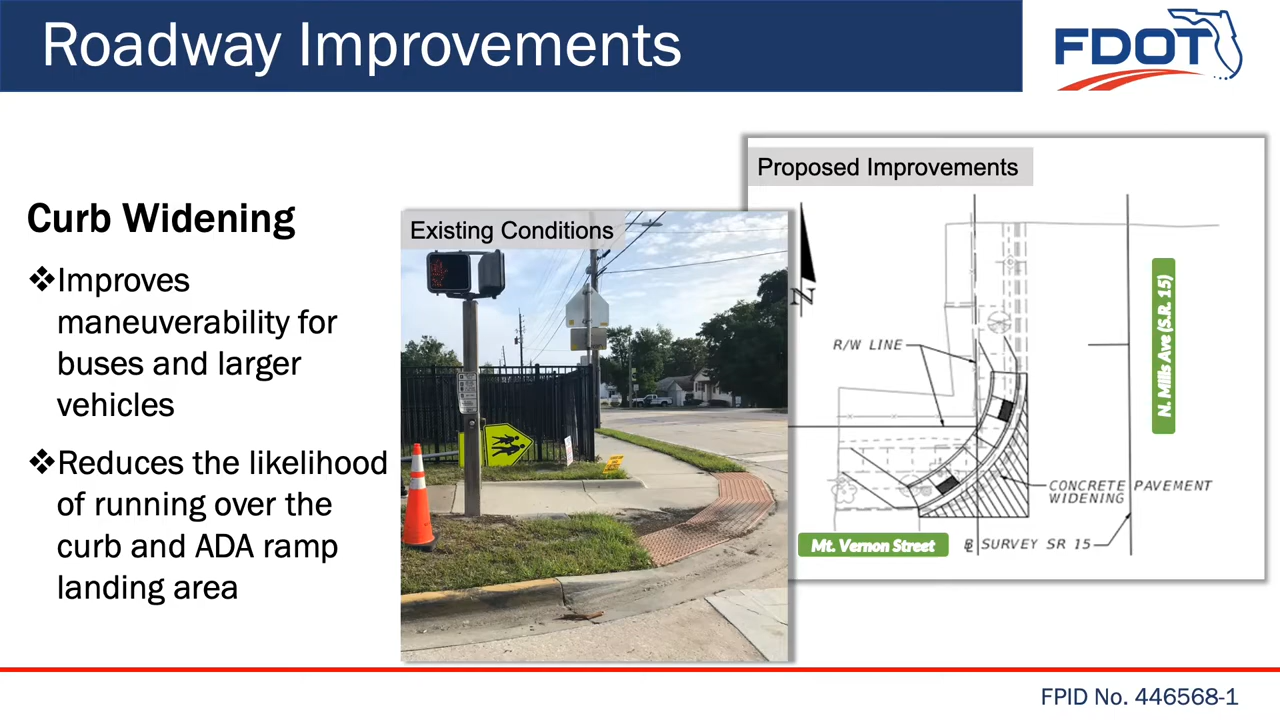 Roadway Improvements
FDOT
Curb Widening
❖Improves
maneuverability for
buses and larger
vehicles
❖Reduces the likelihood
of running over the
curb and ADA ramp
landing area
Existing Conditions
Proposed Improvements
N
R/W LINE
N. Mills Ave (S.R. 15)
CONCRETE PAVEMENT
WIDENING
Mt. Vernon Street
SURVEY SR 15
FPID No. 446568-1